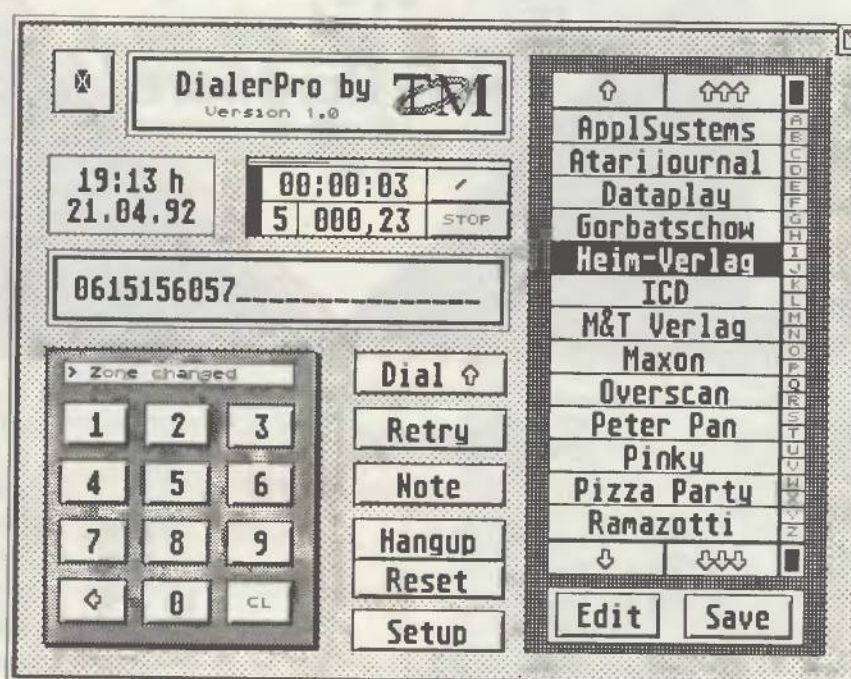 DialerPro by TM
Version 1.0
19:13 h
21.04.92
00:00:03
5 000,23 STOP
0615156057_______________
> Zone changed
1 2 3
4 5 6
7 8 9
0 CL
Dial ⇧
Retry
Note
Hangup
Reset
Setup
ApplSystems
Atarijournal
Dataplay
Gorbatschow
Heim-Verlag
ICD
M&T Verlag
Maxon
Overscan
Peter Pan
Pinky
Pizza Party
Ramazotti
A
B
C
D
E
F
G
H
I
J
K
L
M
N
O
P
Q
R
S
T
U
V
W
X
Y
Z
Edit Save